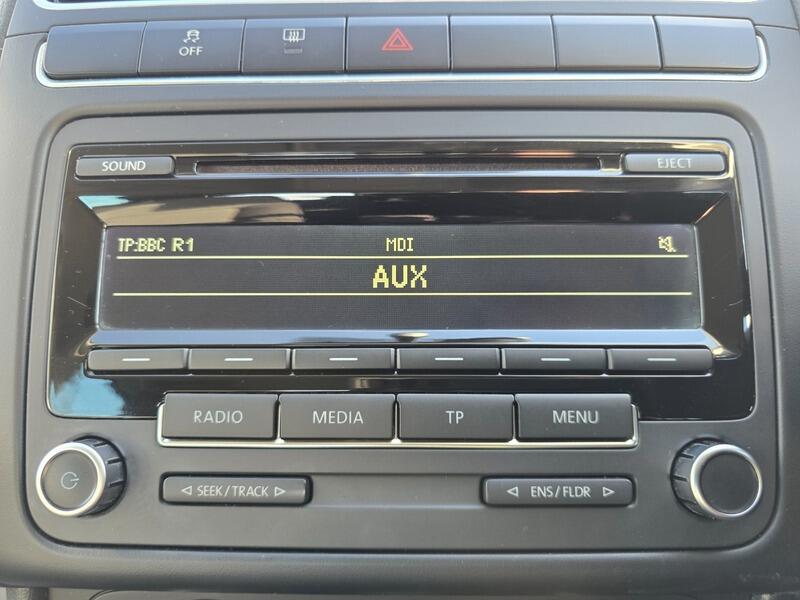 OFF
SOUND
EJECT
TP:BBC R1
MDI
AUX
RADIO
MEDIA
TP
MENU
SEEK/TRACK
ENS/FLDR